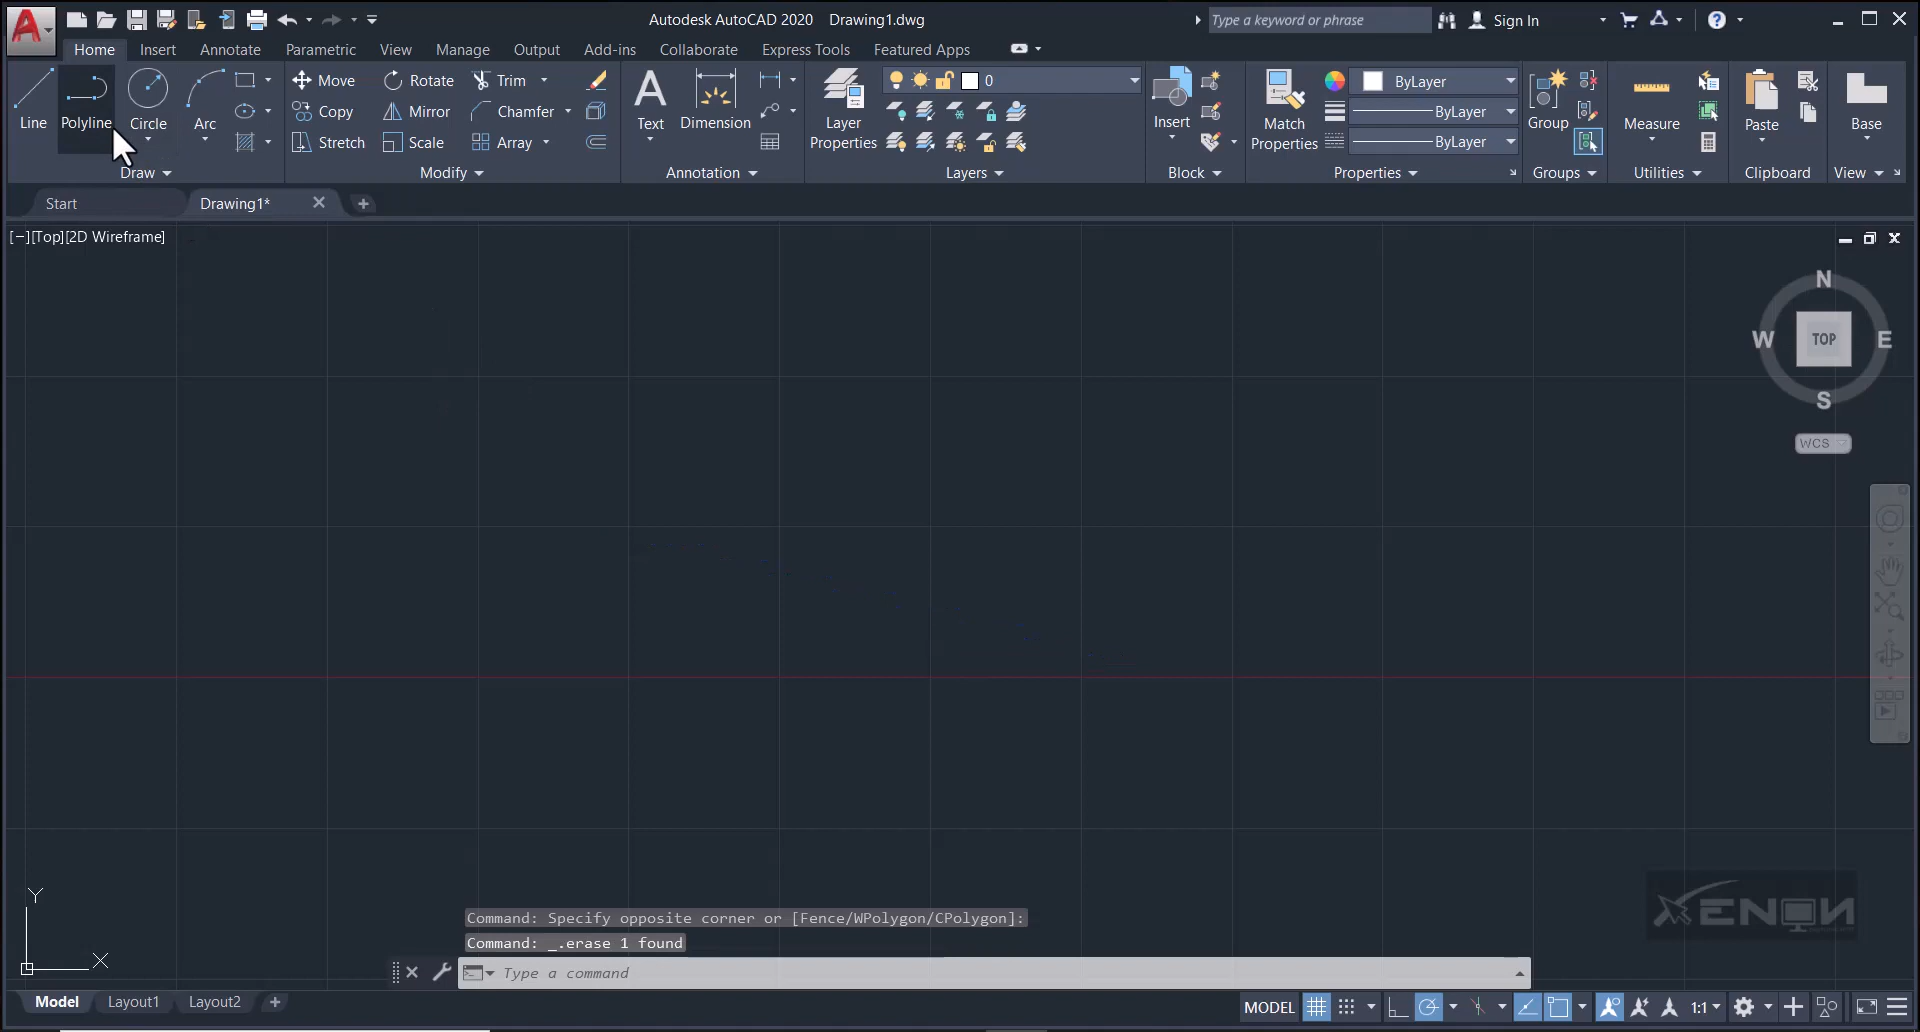 Autodesk AutoCAD 2020 Drawing1.dwg
Type a keyword or phrase
Sign In
Home Insert Annotate Parametric View Manage Output Add-ins Collaborate Express Tools Featured Apps
Line Polyline Circle Arc
Draw
Move Rotate Trim
Copy Mirror Chamfer
Stretch Scale Array
Modify
Text Dimension
Annotation
Layer Properties
0
Layers
Insert
Block
Match Properties
ByLayer
ByLayer
ByLayer
Properties
Group
Groups
Measure
Utilities
Paste
Clipboard
Base
View
Start Drawing1*
[−][Top][2D Wireframe]
N
W TOP E
S
WCS
Y
X
Command: Specify opposite corner or [Fence/WPolygon/CPolygon]:
Command: _.erase 1 found
Type a command
XENON
Model Layout1 Layout2
MODEL
1:1